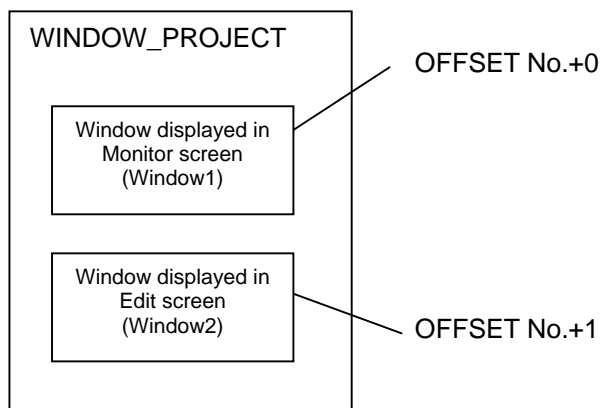 WINDOW_PROJECT
OFFSET No.+0
Window displayed in
Monitor screen
(Window1)
Window displayed in
Edit screen
(Window2)
OFFSET No.+1